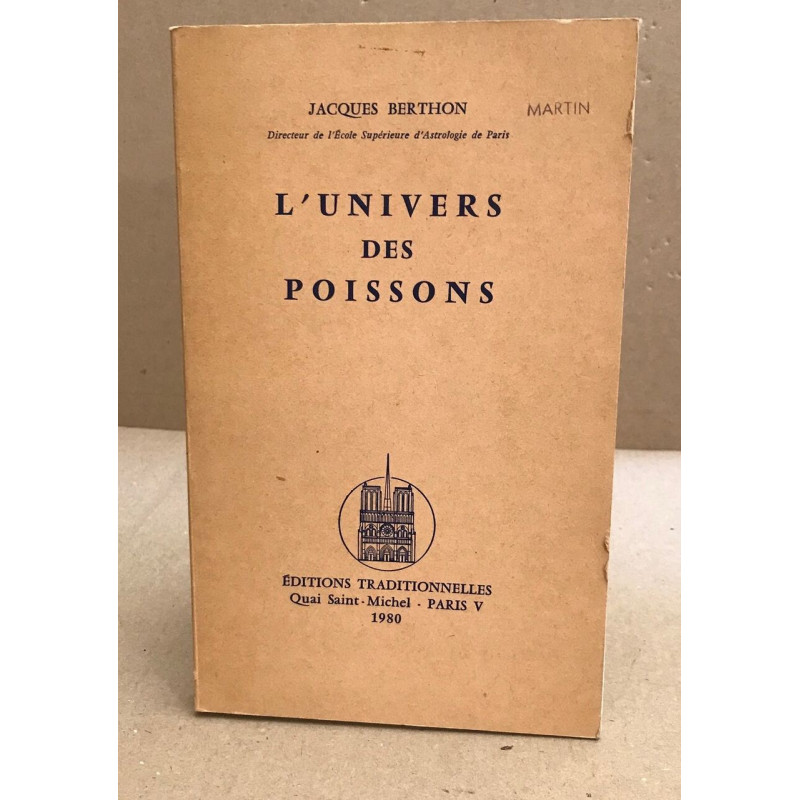 JACQUES BERTHON
MARTIN
Directeur de l'École Supérieure d'Astrologie de Paris
L'UNIVERS
DES
POISSONS
ÉDITIONS TRADITIONNELLES
Quai Saint-Michel - PARIS V
1980